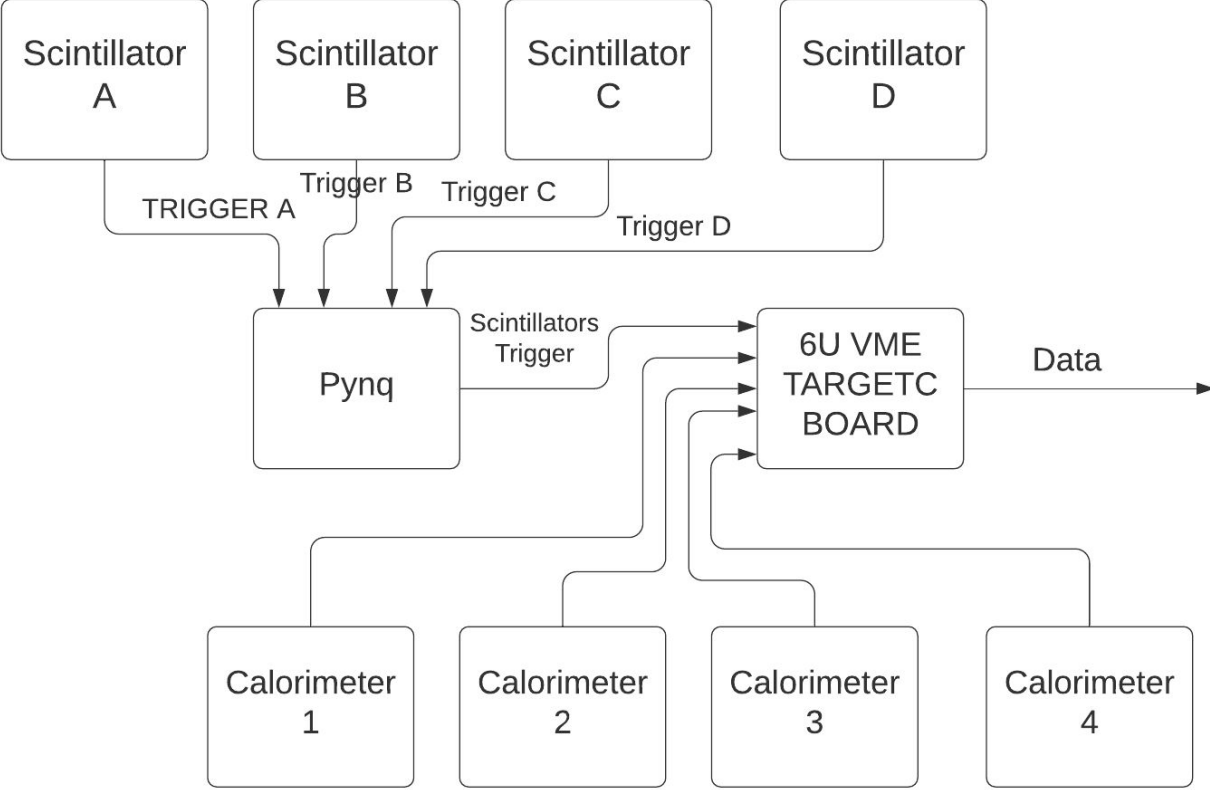 Scintillator
A
Scintillator
B
Scintillator
C
Scintillator
D
TRIGGER A
Trigger B
Trigger C
Trigger D
Pynq
Scintillators
Trigger
6U VME
TARGETC
BOARD
Data
Calorimeter
1
Calorimeter
2
Calorimeter
3
Calorimeter
4